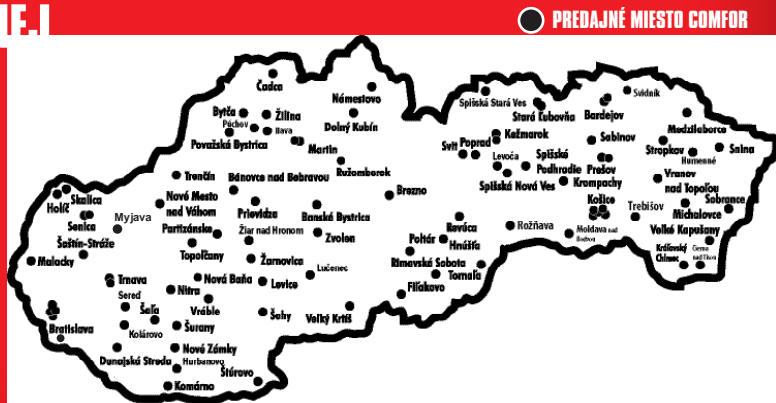 PREDAJNÉ MIESTO COMFOR
Čadca
Námestovo
Spišská Stará Ves
Svidník
Bytča
Žilina
Stará Ľubovňa
Bardejov
Púchov
Ilava
Dolný Kubín
Kežmarok
Medzilaborce
Považská Bystrica
Martin
Svit
Poprad
Sabinov
Stropkov
Snina
Levoča
Spišské
Podhradie
Prešov
Humenné
Trenčín
Bánovce nad Bebravou
Ružomberok
Spišská Nová Ves
Krompachy
Vranov
nad Topľou
Skalica
Holíč
Nové Mesto
nad Váhom
Prievidza
Banská Bystrica
Brezno
Košice
Trebišov
Sobrance
Michalovce
Senica
Myjava
Partizánske
Žiar nad Hronom
Zvolen
Revúca
Rožňava
Moldava nad
Bodvou
Veľké Kapušany
Šaštín-Stráže
Topoľčany
Poltár
Hnúšťa
Kráľovský
Chlmec
Čierna
nad Tisou
Malacky
Žarnovica
Rimavská Sobota
Tornaľa
Trnava
Nová Baňa
Lučenec
Levice
Fiľakovo
Sereď
Nitra
Šaľa
Vráble
Šahy
Veľký Krtíš
Bratislava
Kolárovo
Šurany
Dunajská Streda
Nové Zámky
Hurbanovo
Štúrovo
Komárno